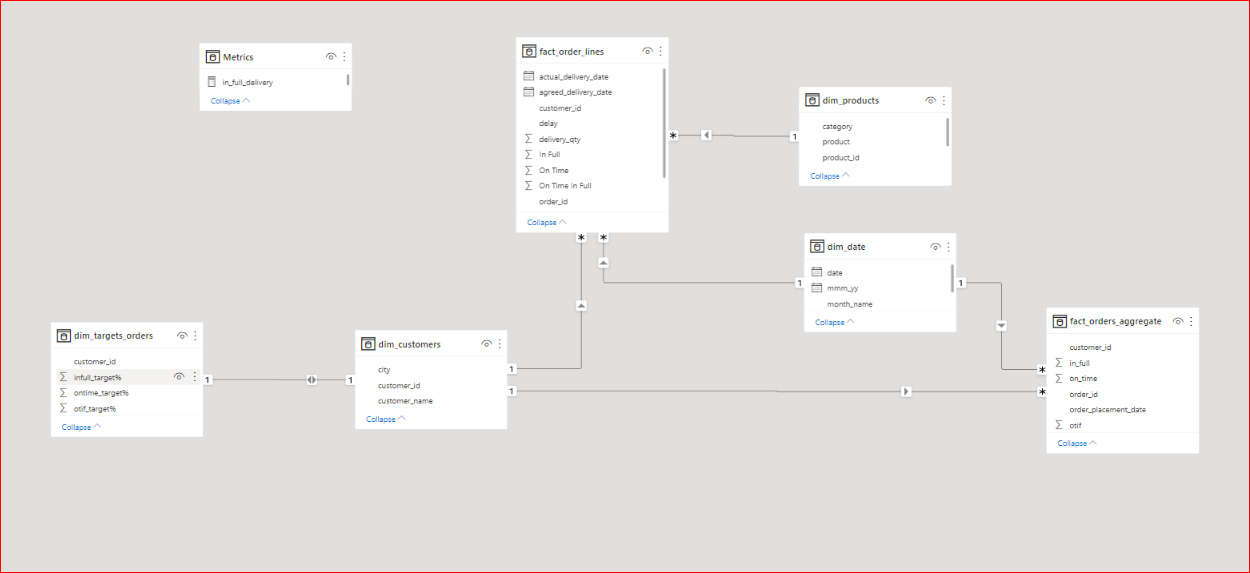 Metrics
in_full_delivery
Collapse
fact_order_lines
actual_delivery_date
agreed_delivery_date
customer_id
delay
delivery_qty
In Full
On Time
On Time In Full
order_id
Collapse
dim_products
category
product
product_id
Collapse
dim_date
date
mmm_yy
month_name
Collapse
dim_targets_orders
customer_id
infull_target%
ontime_target%
otif_target%
Collapse
dim_customers
city
customer_id
customer_name
Collapse
fact_orders_aggregate
customer_id
in_full
on_time
order_id
order_placement_date
otif
Collapse
* 1
* *
1 1
1 1
1 *
1 *